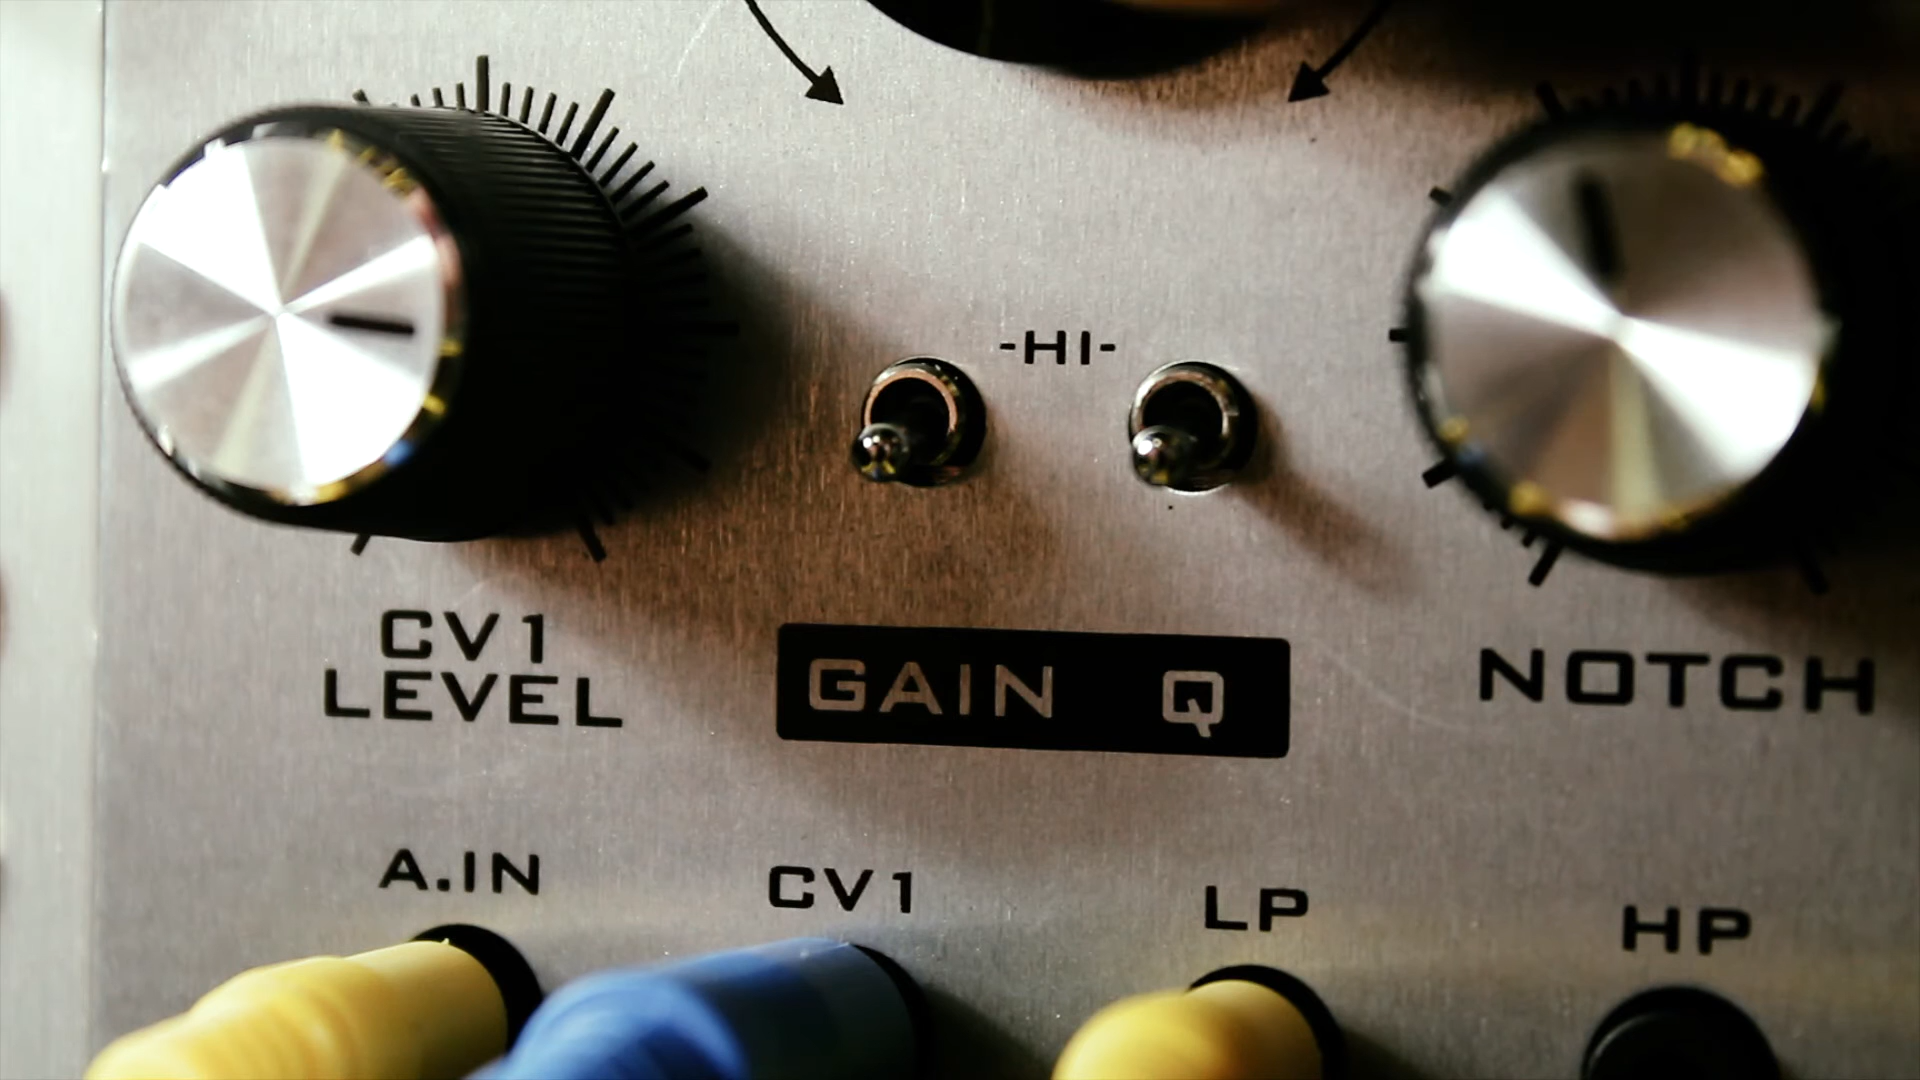 -HI-
CV1
LEVEL
GAIN Q
NOTCH
A.IN
CV1
LP
HP